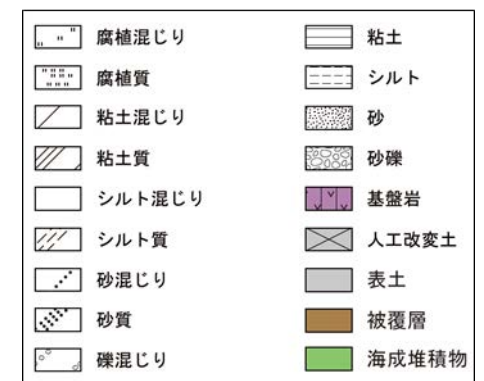 腐植混じり
腐植質
粘土混じり
粘土質
シルト混じり
シルト質
砂混じり
砂質
礫混じり
粘土
シルト
砂
砂礫
基盤岩
人工改変土
表土
被覆層
海成堆積物